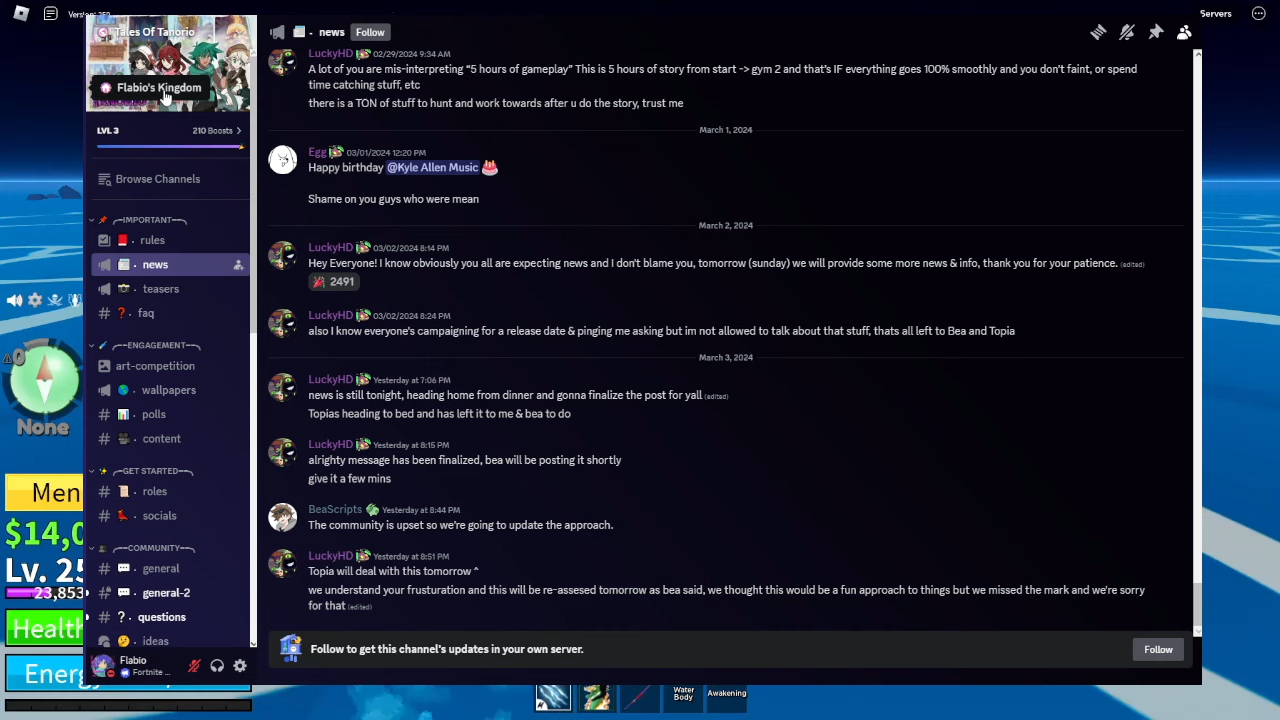 Version: 259
Servers
Tales Of Tanorio
Flabio's Kingdom
LVL 3
210 Boosts
Browse Channels
IMPORTANT
rules
news
teasers
faq
ENGAGEMENT
art-competition
wallpapers
polls
content
GET STARTED
roles
socials
COMMUNITY
general
general-2
questions
ideas
Flabio
Fortnite ...
news
Follow
LuckyHD 02/29/2024 9:34 AM
A lot of you are mis-interpreting “5 hours of gameplay” This is 5 hours of story from start -> gym 2 and that's IF everything goes 100% smoothly and you don't faint, or spend
time catching stuff, etc
there is a TON of stuff to hunt and work towards after u do the story, trust me
March 1, 2024
Egg 03/01/2024 12:20 PM
Happy birthday @Kyle Allen Music 🎂
Shame on you guys who were mean
March 2, 2024
LuckyHD 03/02/2024 8:14 PM
Hey Everyone! I know obviously you all are expecting news and I don't blame you, tomorrow (sunday) we will provide some more news & info, thank you for your patience. (edited)
2491
LuckyHD 03/02/2024 8:24 PM
also I know everyone's campaigning for a release date & pinging me asking but im not allowed to talk about that stuff, thats all left to Bea and Topia
March 3, 2024
LuckyHD Yesterday at 7:06 PM
news is still tonight, heading home from dinner and gonna finalize the post for yall (edited)
Topias heading to bed and has left it to me & bea to do
LuckyHD Yesterday at 8:15 PM
alrighty message has been finalized, bea will be posting it shortly
give it a few mins
BeaScripts Yesterday at 8:44 PM
The community is upset so we're going to update the approach.
LuckyHD Yesterday at 8:51 PM
Topia will deal with this tomorrow ^
we understand your frusturation and this will be re-assesed tomorrow as bea said, we thought this would be a fun approach to things but we missed the mark and we're sorry
for that (edited)
Follow to get this channel's updates in your own server.
Follow
0
None
Men
$14,0
Lv. 25
23,853
Health
Energy
Water
Body
Awakening